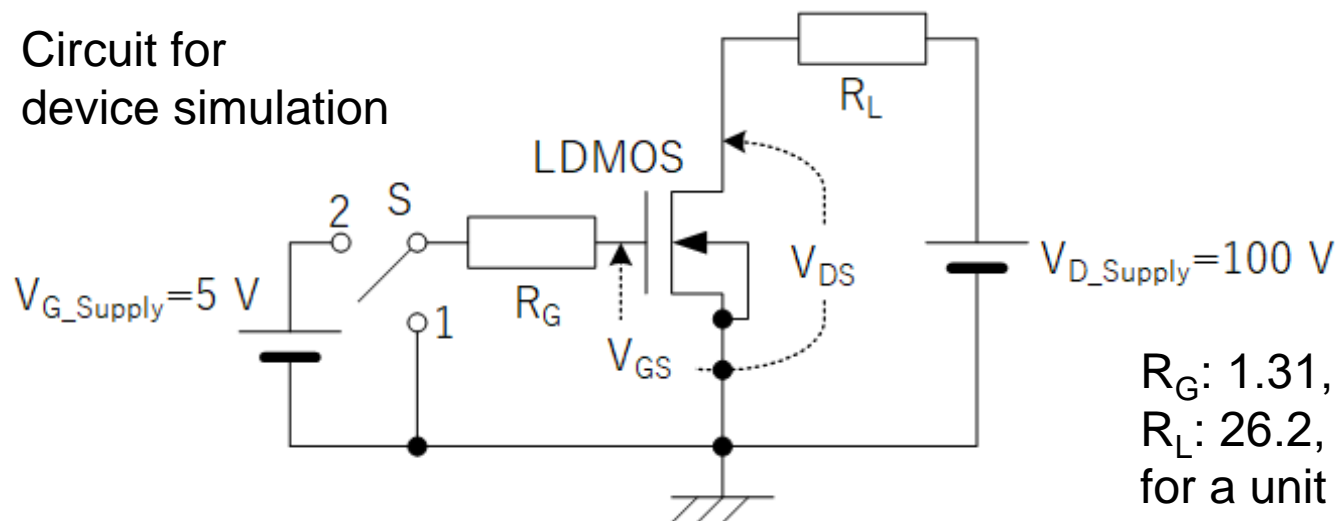 Circuit for
device simulation
R_L
LDMOS
2
S
V_G_Supply=5 V
R_G
1
V_GS
V_DS
V_D_Supply=100 V
R_G: 1.31,
R_L: 26.2,
for a unit